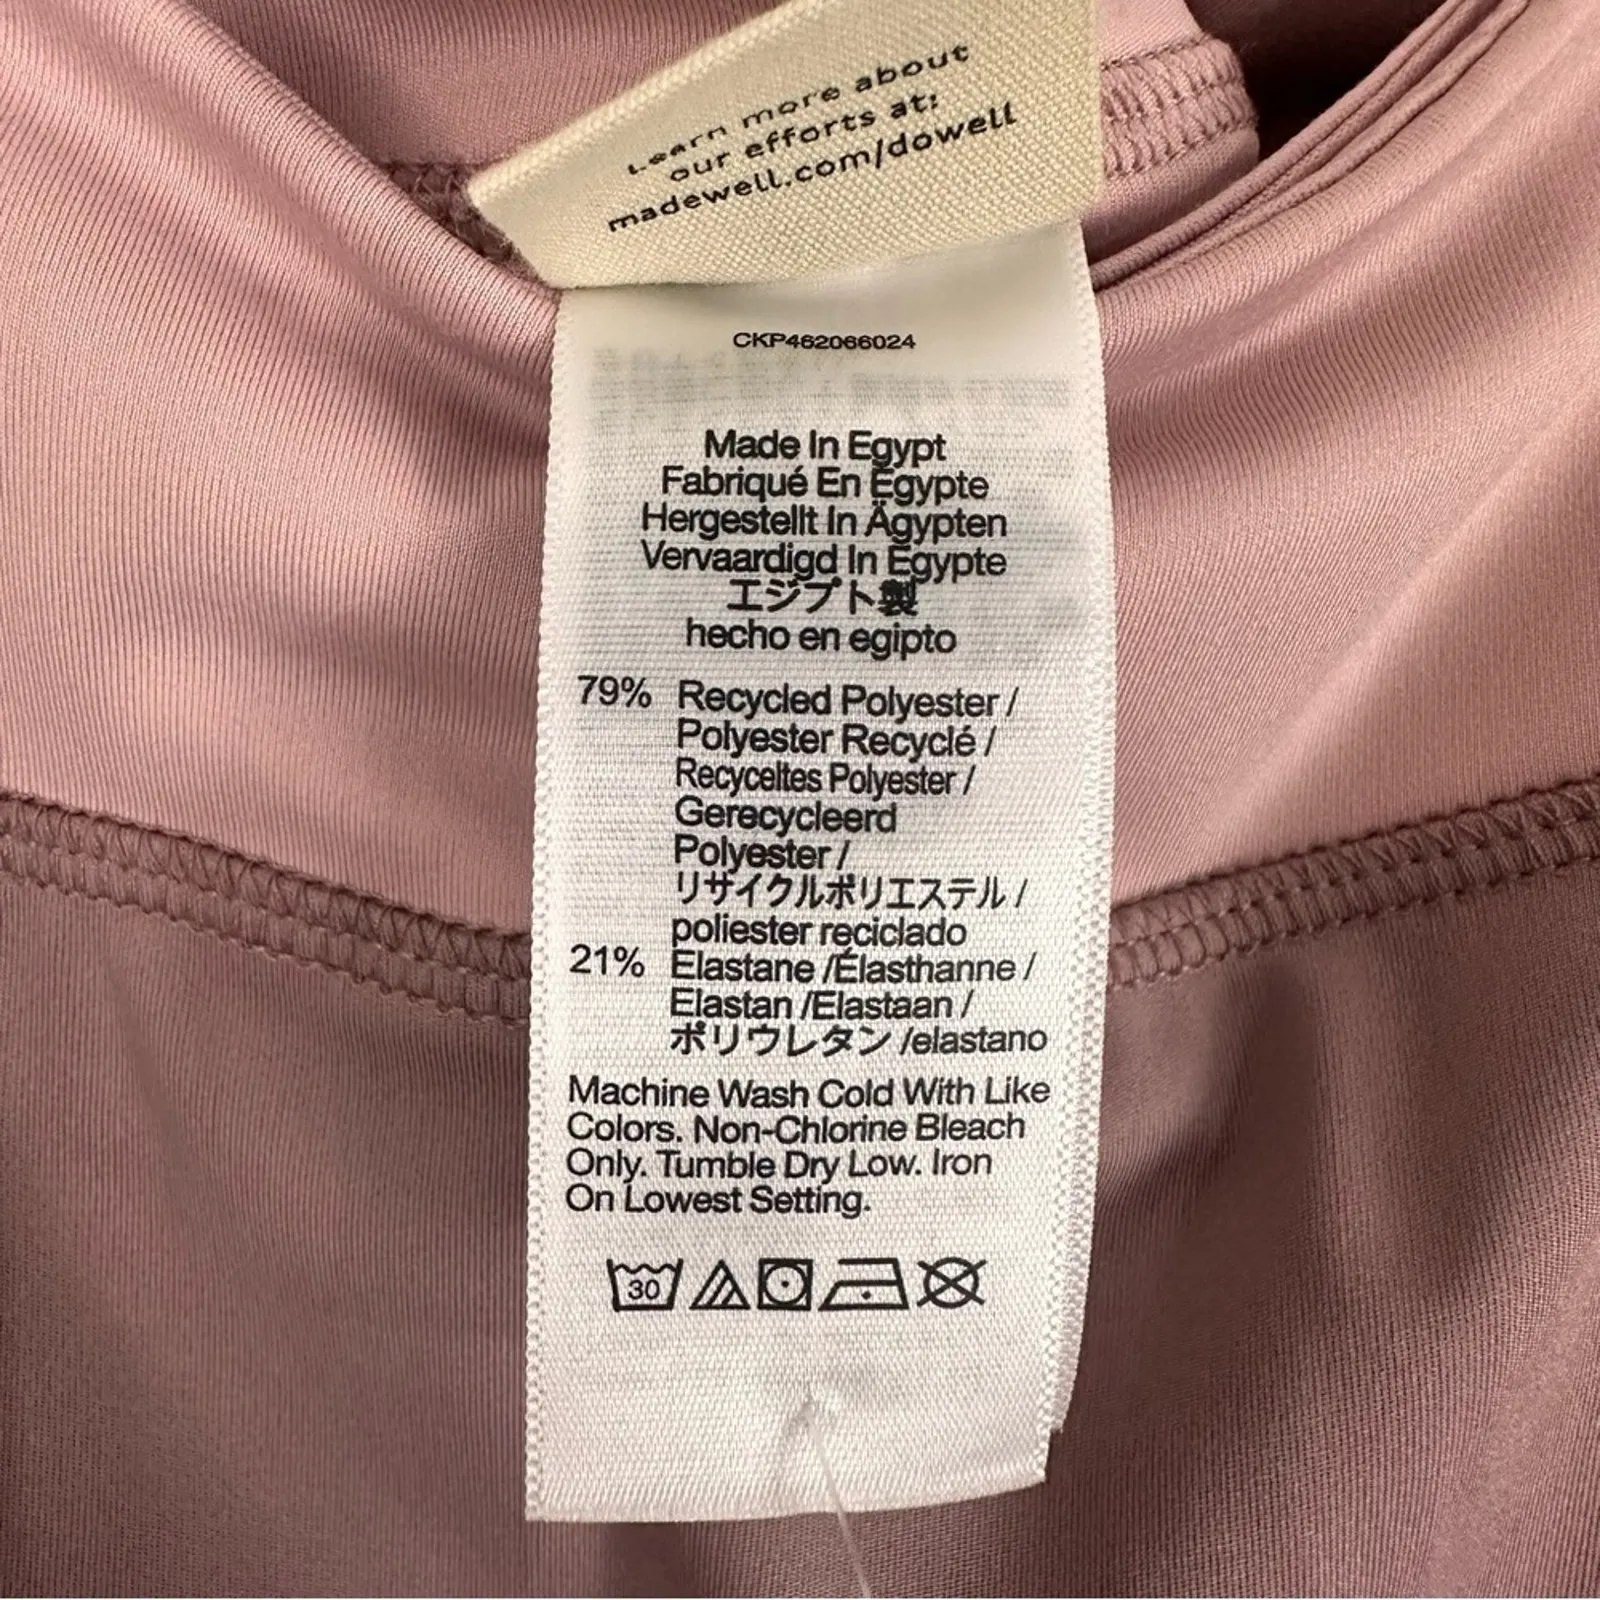 Learn more about
our efforts at:
madewell.com/dowell
CKP462066024
Made In Egypt
Fabriqué En Égypte
Hergestellt In Ägypten
Vervaardigd In Egypte
エジプト製
hecho en egipto
79% Recycled Polyester /
Polyester Recyclé /
Recyceltes Polyester /
Gerecycleerd
Polyester /
リサイクルポリエステル /
poliester reciclado
21% Elastane /Élasthanne /
Elastan /Elastaan /
ポリウレタン /elastano
Machine Wash Cold With Like
Colors. Non-Chlorine Bleach
Only. Tumble Dry Low. Iron
On Lowest Setting.
30